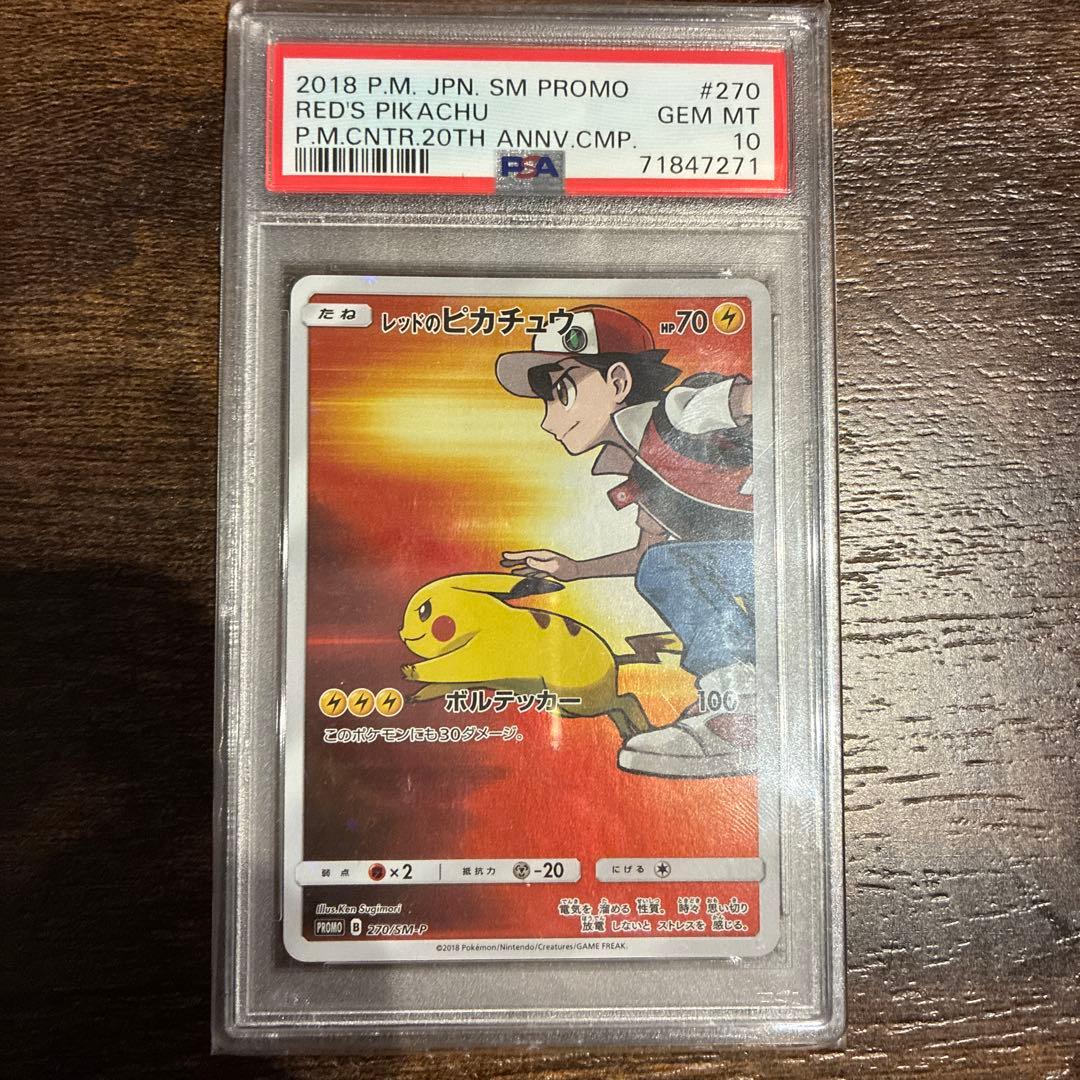 2018 P.M. JPN. SM PROMO #270
RED'S PIKACHU GEM MT
P.M.CNTR.20TH ANNV.CMP. 10
PSA 71847271
たね レッドのピカチュウ HP70
ボルテッカー 100
このポケモンにも30ダメージ。
弱点 ×2 抵抗力 -20 にげる
Illus.Ken Sugimori
PROMO B 270/SM-P
電気を 溜める 性質。 時々 思い切り
放電 しないと ストレスを 感じる。
©2018 Pokémon/Nintendo/Creatures/GAME FREAK.